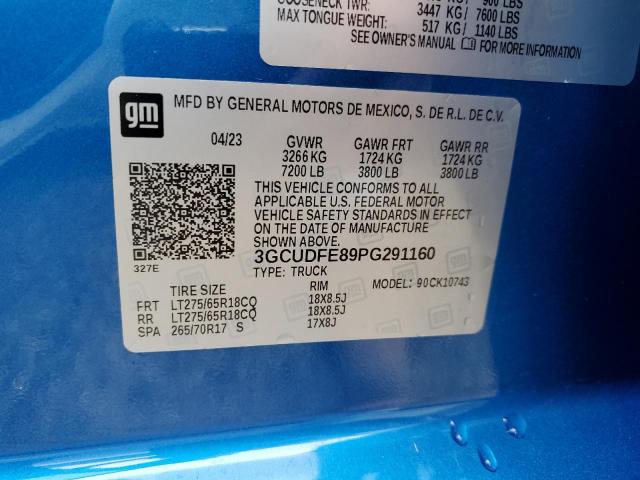 GOOSENECK TWR: 3447 KG / 7600 LBS
MAX TONGUE WEIGHT: 517 KG / 1140 LBS
SEE OWNER'S MANUAL FOR MORE INFORMATION
gm
MFD BY GENERAL MOTORS DE MEXICO, S. DE R.L. DE C.V.
04/23 GVWR GAWR FRT GAWR RR
3266 KG 1724 KG 1724 KG
7200 LB 3800 LB 3800 LB
THIS VEHICLE CONFORMS TO ALL
APPLICABLE U.S. FEDERAL MOTOR
VEHICLE SAFETY STANDARDS IN EFFECT
ON THE DATE OF MANUFACTURE
SHOWN ABOVE.
3GCUDFE89PG291160
327E
TYPE: TRUCK MODEL: 90CK10743
TIRE SIZE RIM
FRT LT275/65R18CQ 18X8.5J
RR LT275/65R18CQ 18X8.5J
SPA 265/70R17 S 17X8J